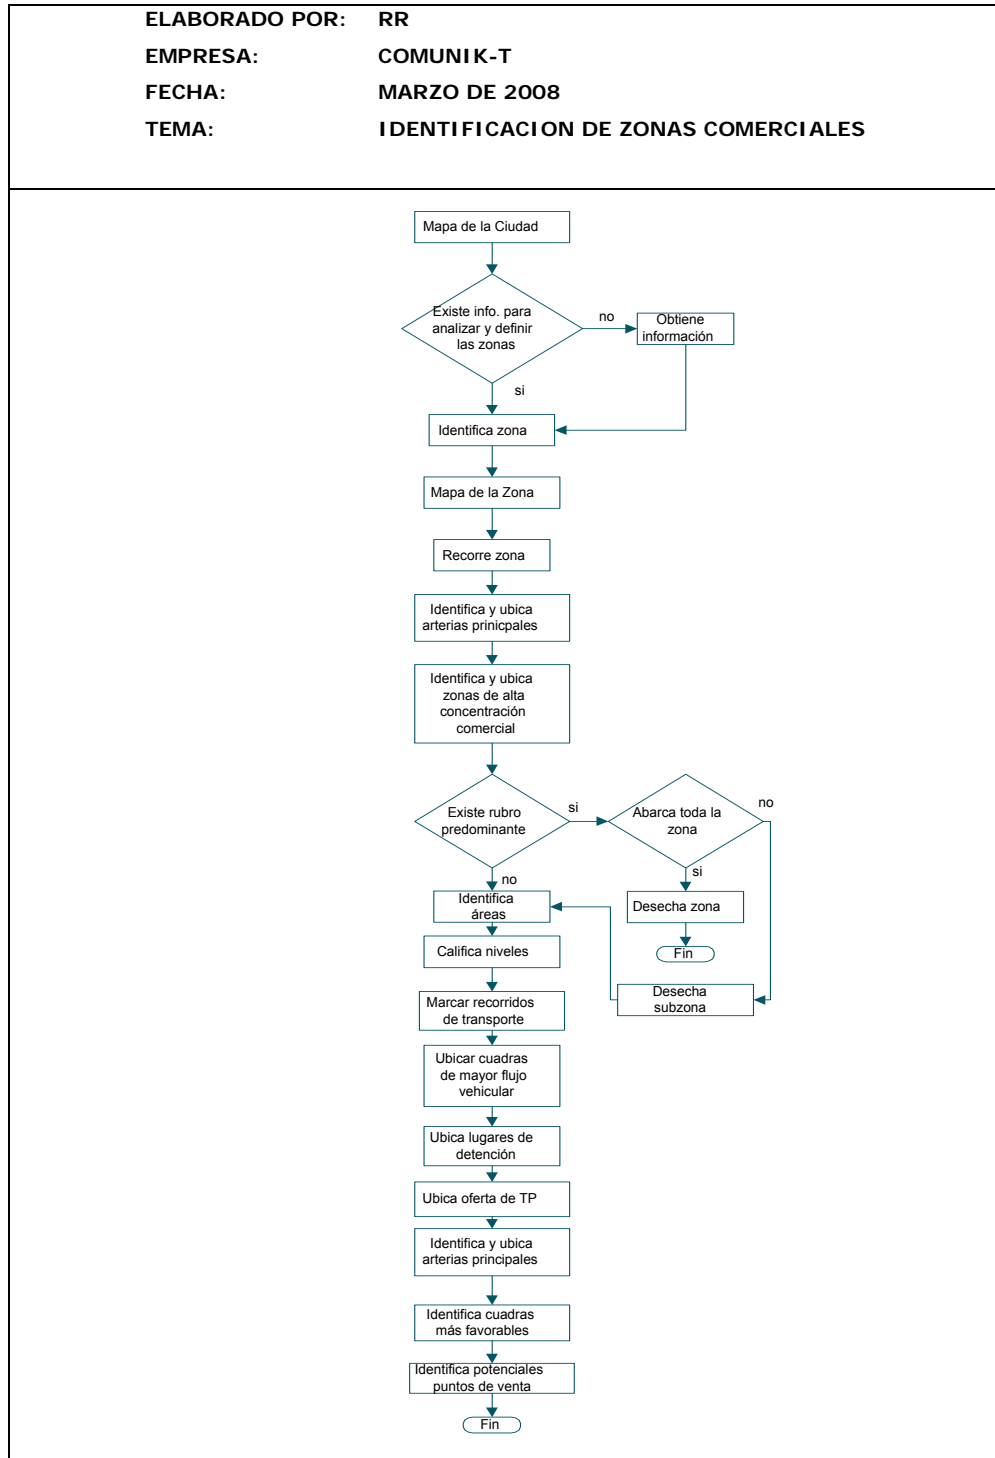 ELABORADO POR: RR
EMPRESA: COMUNIK-T
FECHA: MARZO DE 2008
TEMA: IDENTIFICACION DE ZONAS COMERCIALES
Mapa de la Ciudad
Existe info. para
analizar y definir
las zonas
no
Obtiene
información
si
Identifica zona
Mapa de la Zona
Recorre zona
Identifica y ubica
arterias prinicpales
Identifica y ubica
zonas de alta
concentración
comercial
Existe rubro
predominante
si
Abarca toda la
zona
no
si
no
Identifica
áreas
Desecha zona
Fin
Califica niveles
Desecha
subzona
Marcar recorridos
de transporte
Ubicar cuadras
de mayor flujo
vehicular
Ubica lugares de
detención
Ubica oferta de TP
Identifica y ubica
arterias principales
Identifica cuadras
más favorables
Identifica potenciales
puntos de venta
Fin